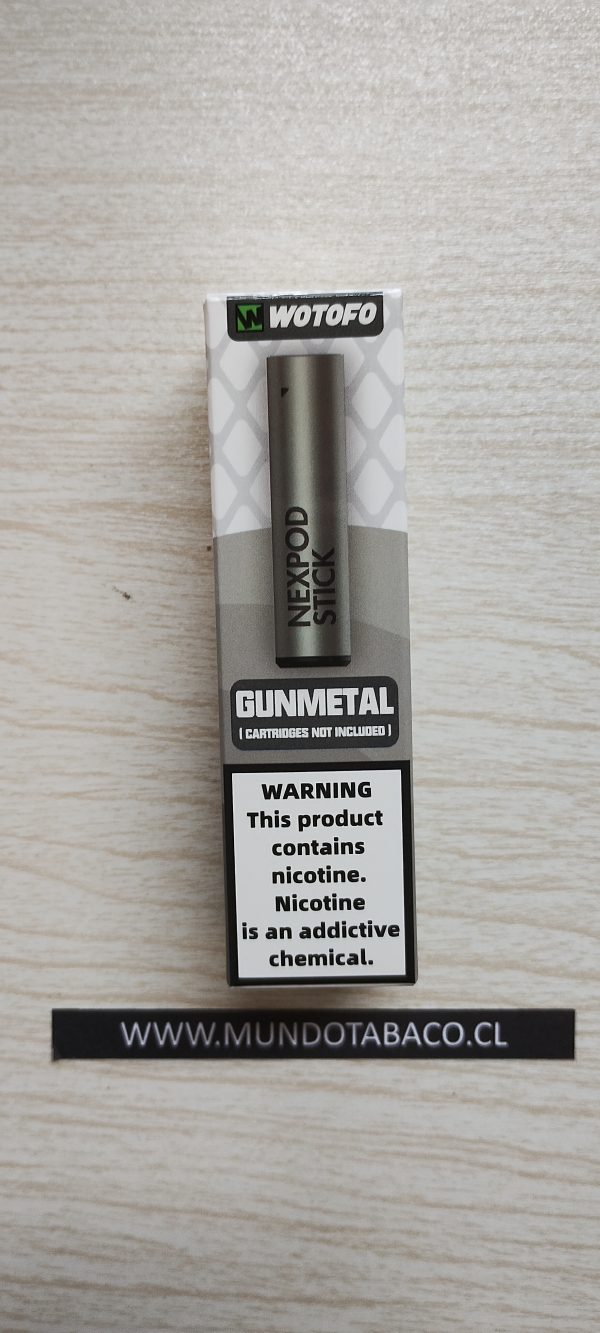 W WOTOFO
NEXPOD
STICK
GUNMETAL
( CARTRIDGES NOT INCLUDED )
WARNING
This product
contains
nicotine.
Nicotine
is an addictive
chemical.
WWW.MUNDOTABACO.CL